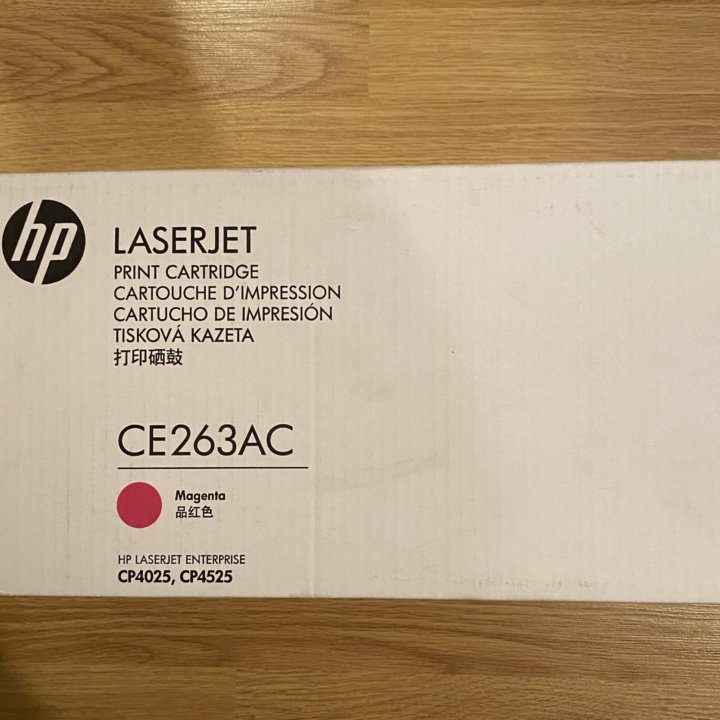 hp
LASERJET
PRINT CARTRIDGE
CARTOUCHE D'IMPRESSION
CARTUCHO DE IMPRESIÓN
TISKOVÁ KAZETA
打印硒鼓
CE263AC
Magenta
品红色
HP LASERJET ENTERPRISE
CP4025, CP4525